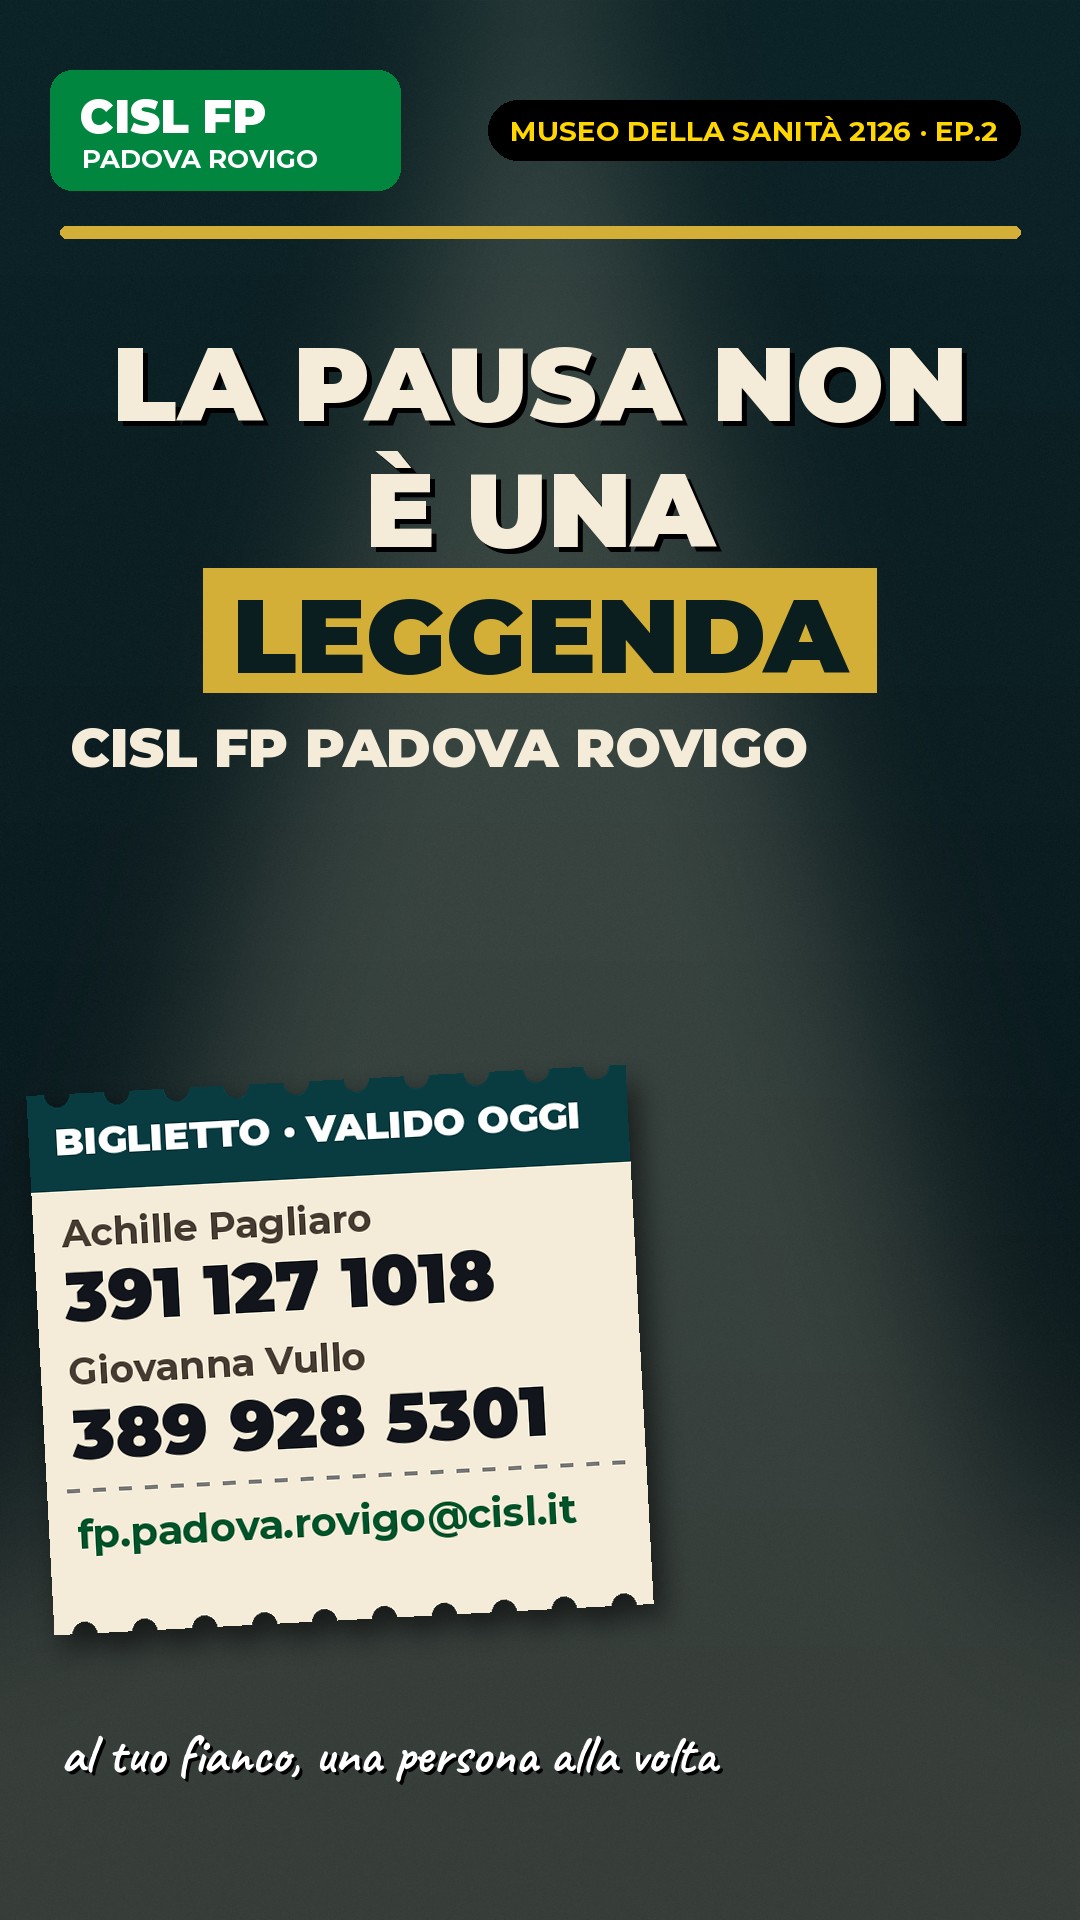 CISL FP
PADOVA ROVIGO
MUSEO DELLA SANITÀ 2126 · EP.2
LA PAUSA NON
È UNA
LEGGENDA
CISL FP PADOVA ROVIGO
BIGLIETTO · VALIDO OGGI
Achille Pagliaro
391 127 1018
Giovanna Vullo
389 928 5301
fp.padova.rovigo@cisl.it
al tuo fianco, una persona alla volta